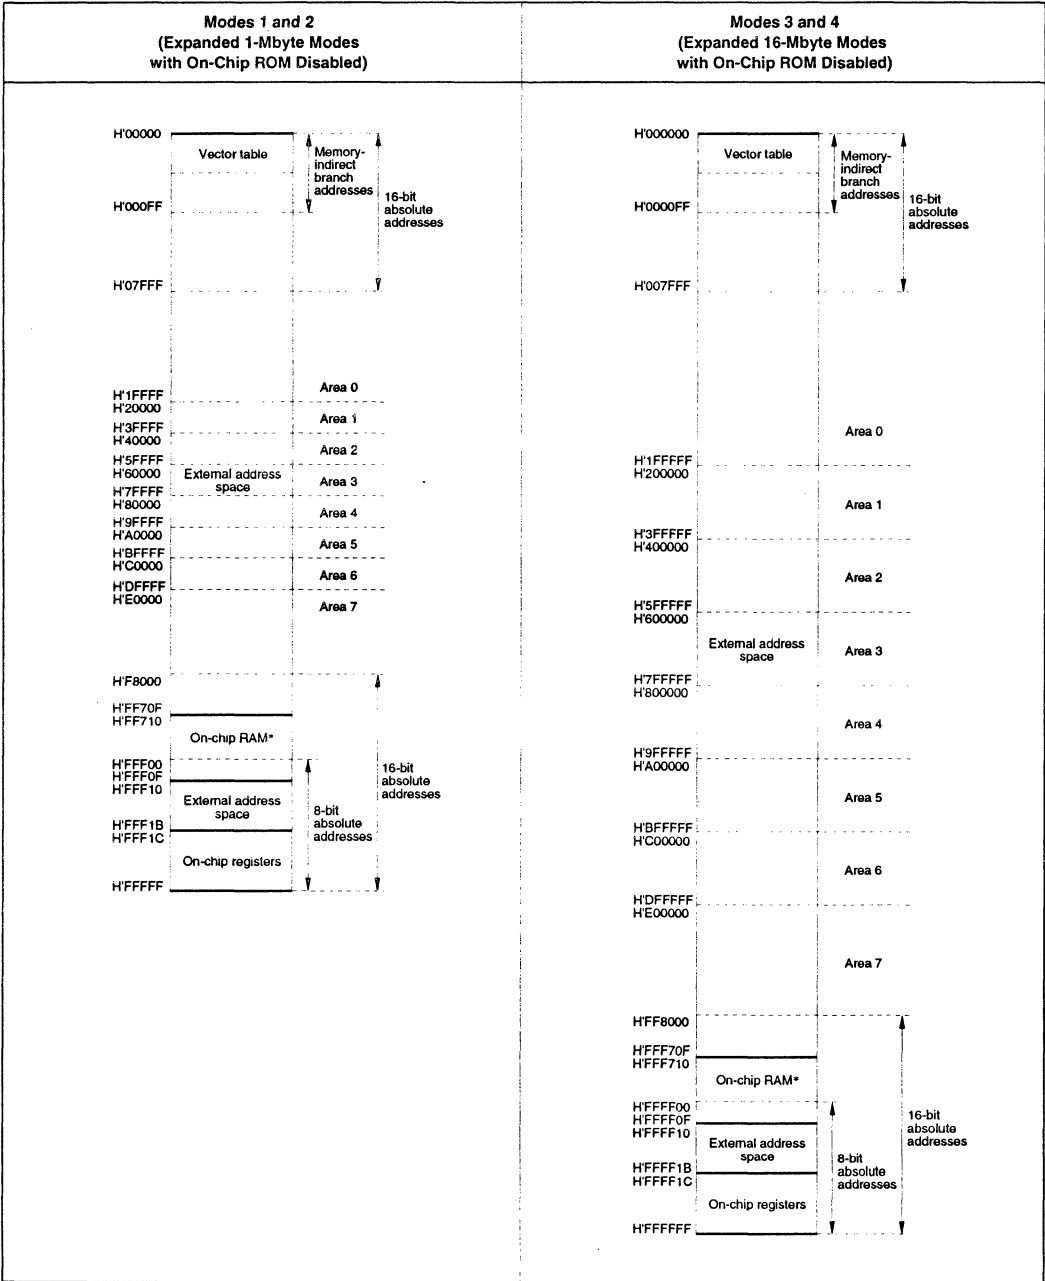 Modes 1 and 2
(Expanded 1-Mbyte Modes
with On-Chip ROM Disabled)
H'00000
Vector table
Memory-
indirect
branch
addresses
16-bit
absolute
addresses
H'000FF
H'07FFF
Area 0
H'1FFFF
H'20000
Area 1
H'3FFFF
H'40000
Area 2
H'5FFFF
H'60000
External address
space
Area 3
H'7FFFF
H'80000
Area 4
H'9FFFF
H'A0000
Area 5
H'BFFFF
H'C0000
Area 6
H'DFFFF
H'E0000
Area 7
H'F8000
H'FF70F
H'FF710
On-chip RAM*
H'FFF00
H'FFF0F
H'FFF10
External address
space
H'FFF1B
H'FFF1C
On-chip registers
H'FFFFF
8-bit
absolute
addresses
16-bit
absolute
addresses
Modes 3 and 4
(Expanded 16-Mbyte Modes
with On-Chip ROM Disabled)
H'000000
Vector table
Memory-
indirect
branch
addresses
16-bit
absolute
addresses
H'0000FF
H'007FFF
Area 0
H'1FFFFF
H'200000
Area 1
H'3FFFFF
H'400000
Area 2
H'5FFFFF
H'600000
External address
space
Area 3
H'7FFFFF
H'800000
Area 4
H'9FFFFF
H'A00000
Area 5
H'BFFFFF
H'C00000
Area 6
H'DFFFFF
H'E00000
Area 7
H'FF8000
H'FFF70F
H'FFF710
On-chip RAM*
H'FFFF00
H'FFFF0F
H'FFFF10
External address
space
H'FFFF1B
H'FFFF1C
On-chip registers
H'FFFFFF
8-bit
absolute
addresses
16-bit
absolute
addresses